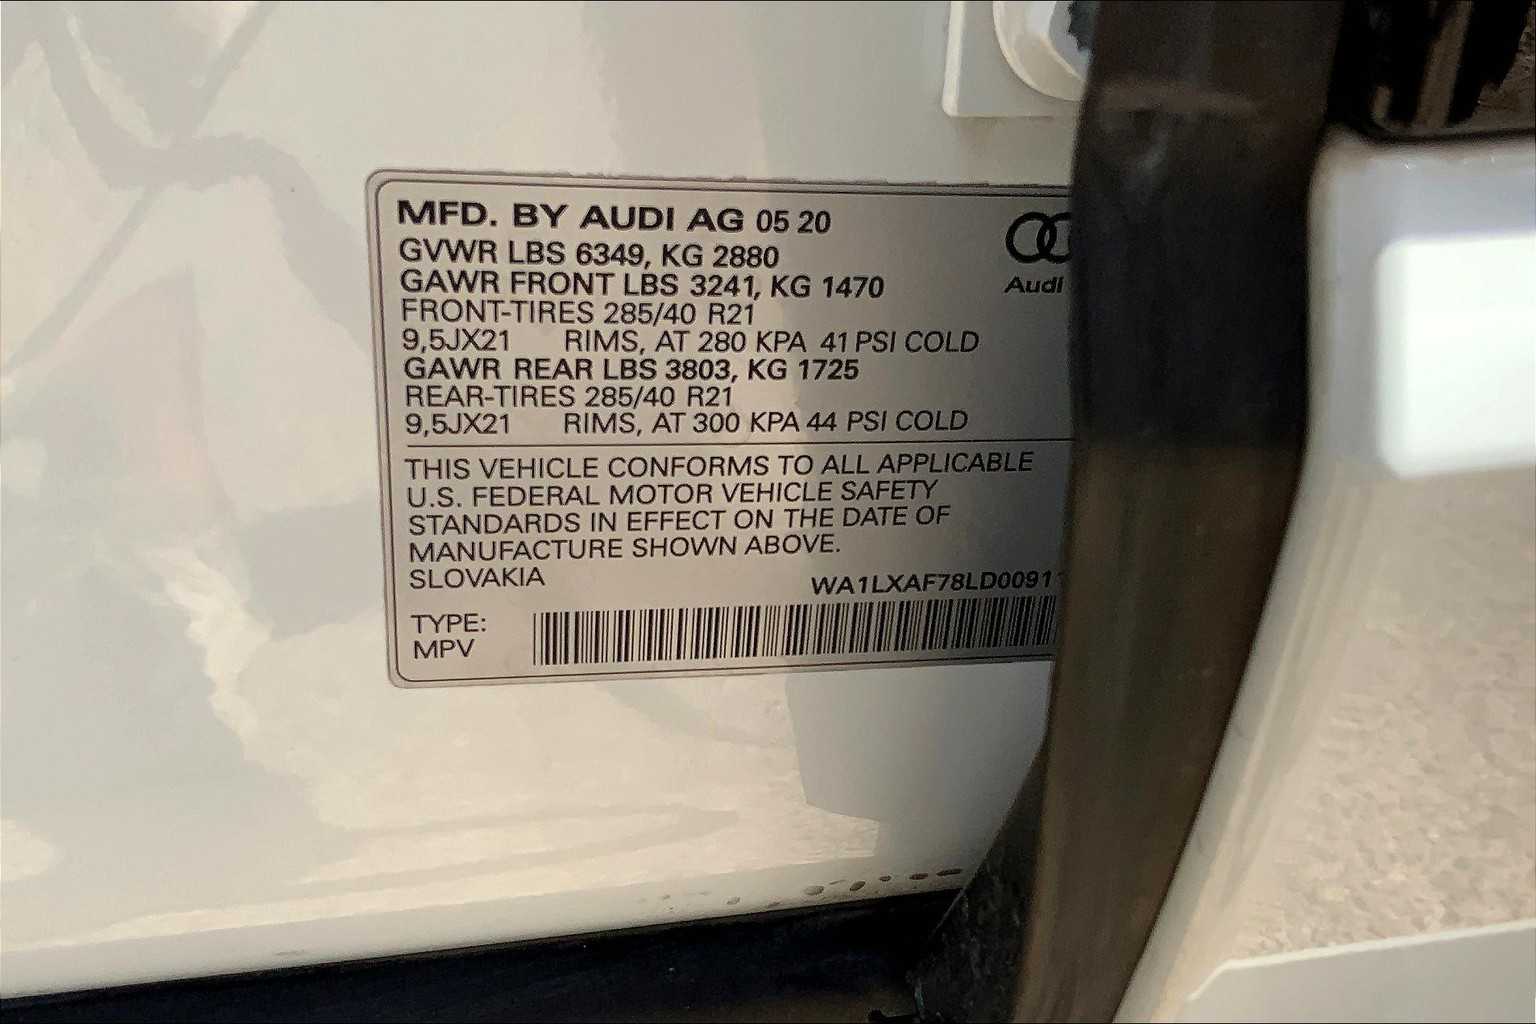 MFD. BY AUDI AG 05 20
GVWR LBS 6349, KG 2880
GAWR FRONT LBS 3241, KG 1470
FRONT-TIRES 285/40 R21
9,5JX21 RIMS, AT 280 KPA 41 PSI COLD
GAWR REAR LBS 3803, KG 1725
REAR-TIRES 285/40 R21
9,5JX21 RIMS, AT 300 KPA 44 PSI COLD
Audi
THIS VEHICLE CONFORMS TO ALL APPLICABLE
U.S. FEDERAL MOTOR VEHICLE SAFETY
STANDARDS IN EFFECT ON THE DATE OF
MANUFACTURE SHOWN ABOVE.
SLOVAKIA
WA1LXAF78LD00911
TYPE:
MPV